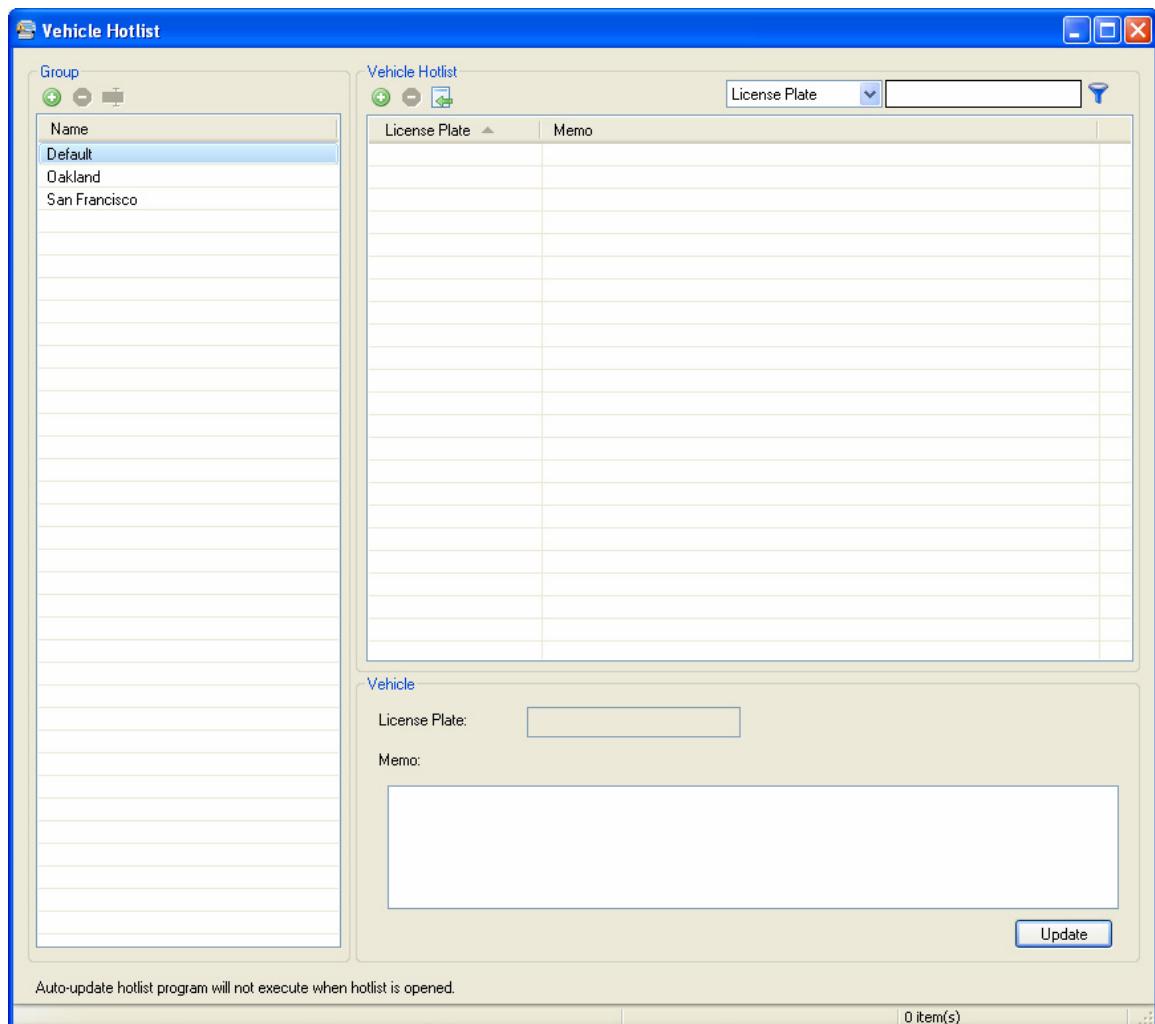 Vehicle Hotlist
Group
Name
Default
Oakland
San Francisco
Vehicle Hotlist
License Plate
License Plate Memo
Vehicle
License Plate:
Memo:
Update
Auto-update hotlist program will not execute when hotlist is opened.
0 item(s)